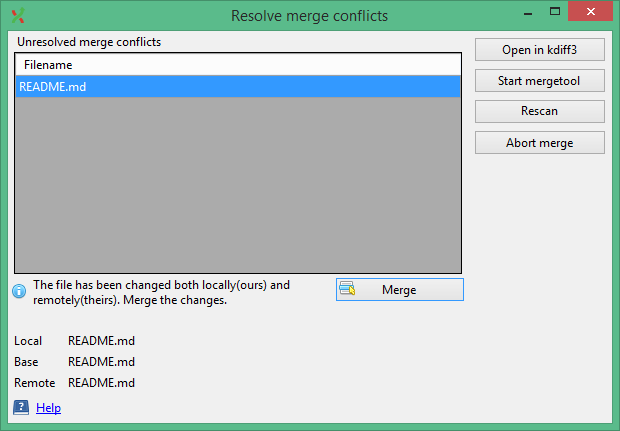 Resolve merge conflicts
Unresolved merge conflicts
Filename
README.md
Open in kdiff3
Start mergetool
Rescan
Abort merge
The file has been changed both locally(ours) and
remotely(theirs). Merge the changes.
Merge
Local README.md
Base README.md
Remote README.md
? Help